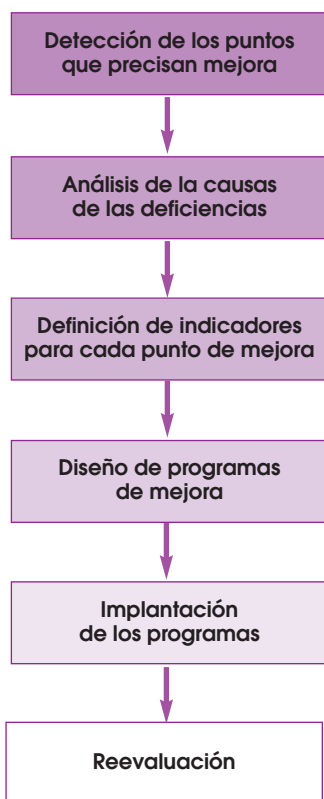 Detección de los puntos
que precisan mejora
Análisis de la causas
de las deficiencias
Definición de indicadores
para cada punto de mejora
Diseño de programas
de mejora
Implantación
de los programas
Reevaluación